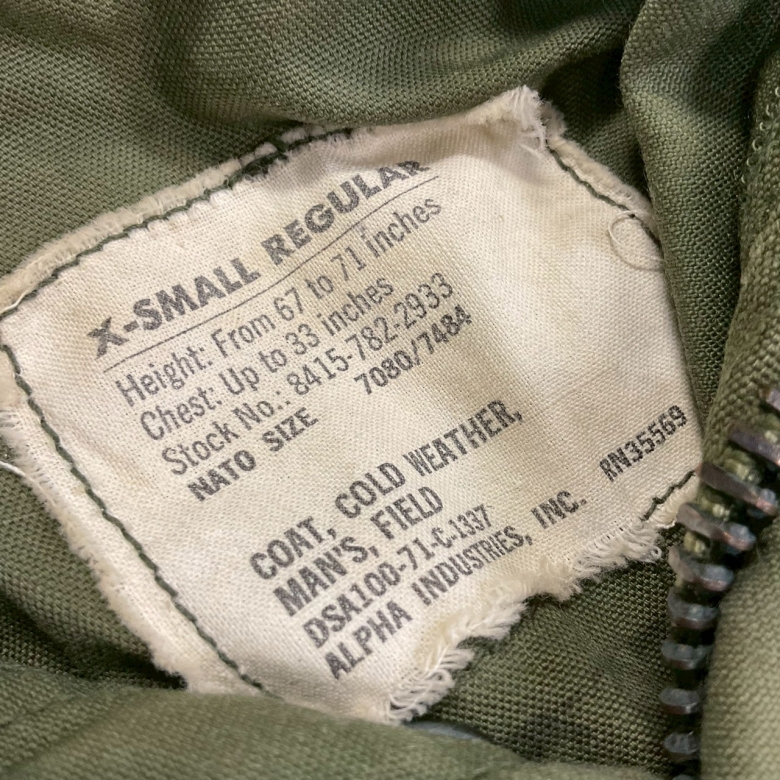 X-SMALL REGULAR
Height: From 67 to 71 inches
Chest: Up to 33 inches
Stock No.: 8415-782-2933
NATO SIZE 7080/7484
COAT, COLD WEATHER,
MAN'S, FIELD
DSA100-71-C-1337
ALPHA INDUSTRIES, INC. RN35569